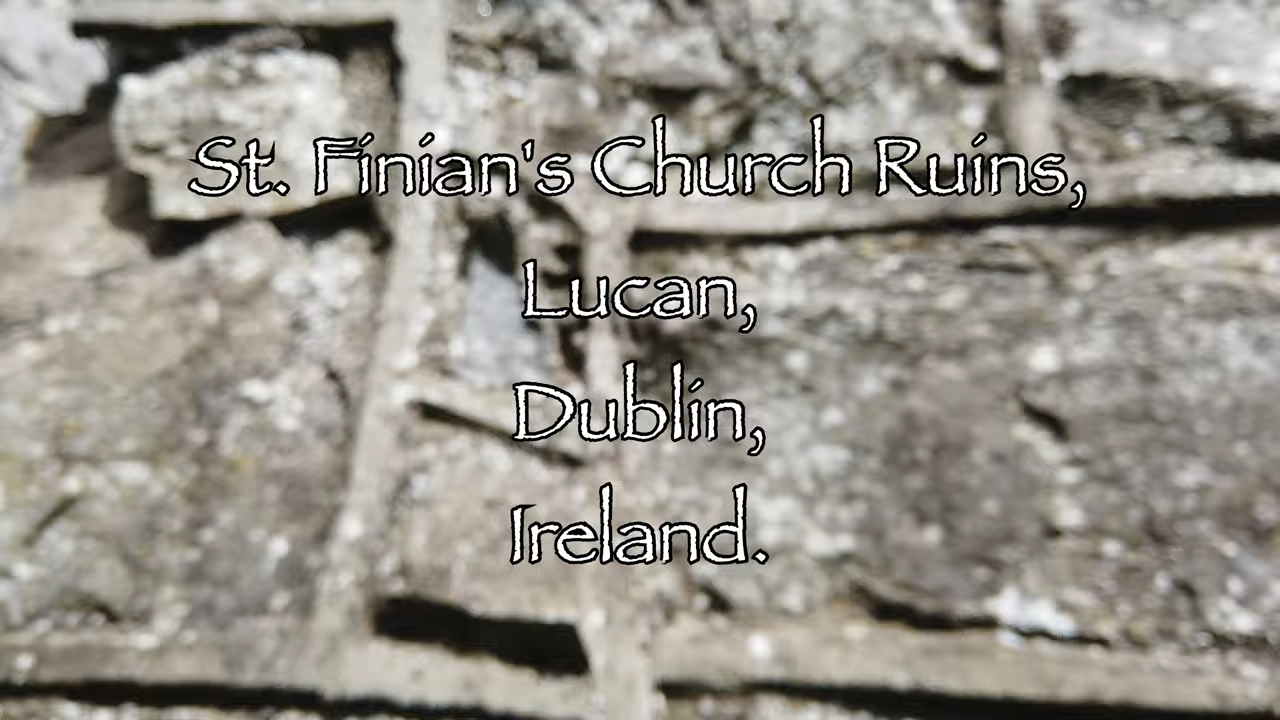 St. Finian's Church Ruins,
Lucan,
Dublin,
Ireland.